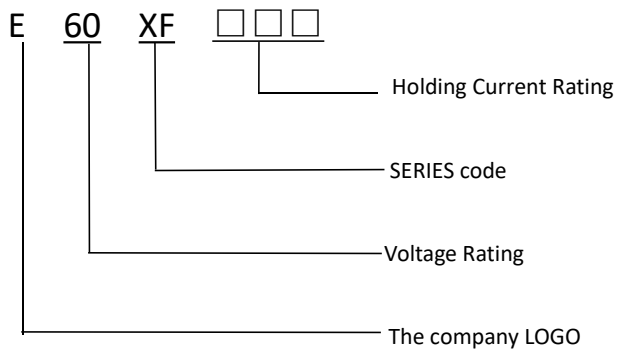 E 60 XF □□□
Holding Current Rating
SERIES code
Voltage Rating
The company LOGO